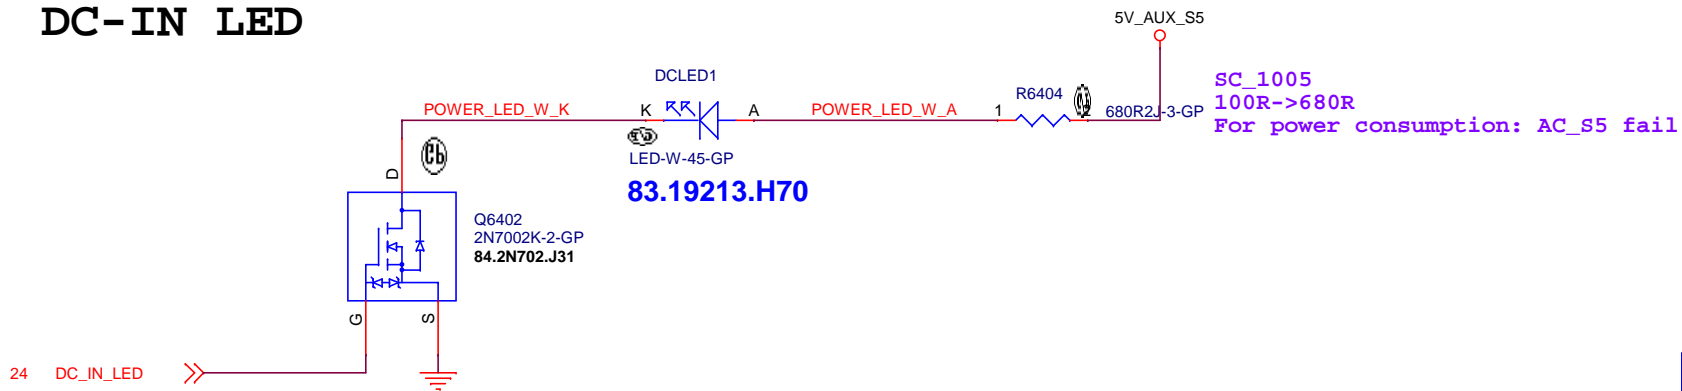 DC-IN LED
5V_AUX_S5
DCLED1
SC_1005
R6404
100R->680R
POWER_LED_W_K
K
A
POWER_LED_W_A
1
2
680R2J-3-GP
For power consumption: AC_S5 fail
LED-W-45-GP
83.19213.H70
D
Q6402
2N7002K-2-GP
84.2N702.J31
G
S
24 DC_IN_LED